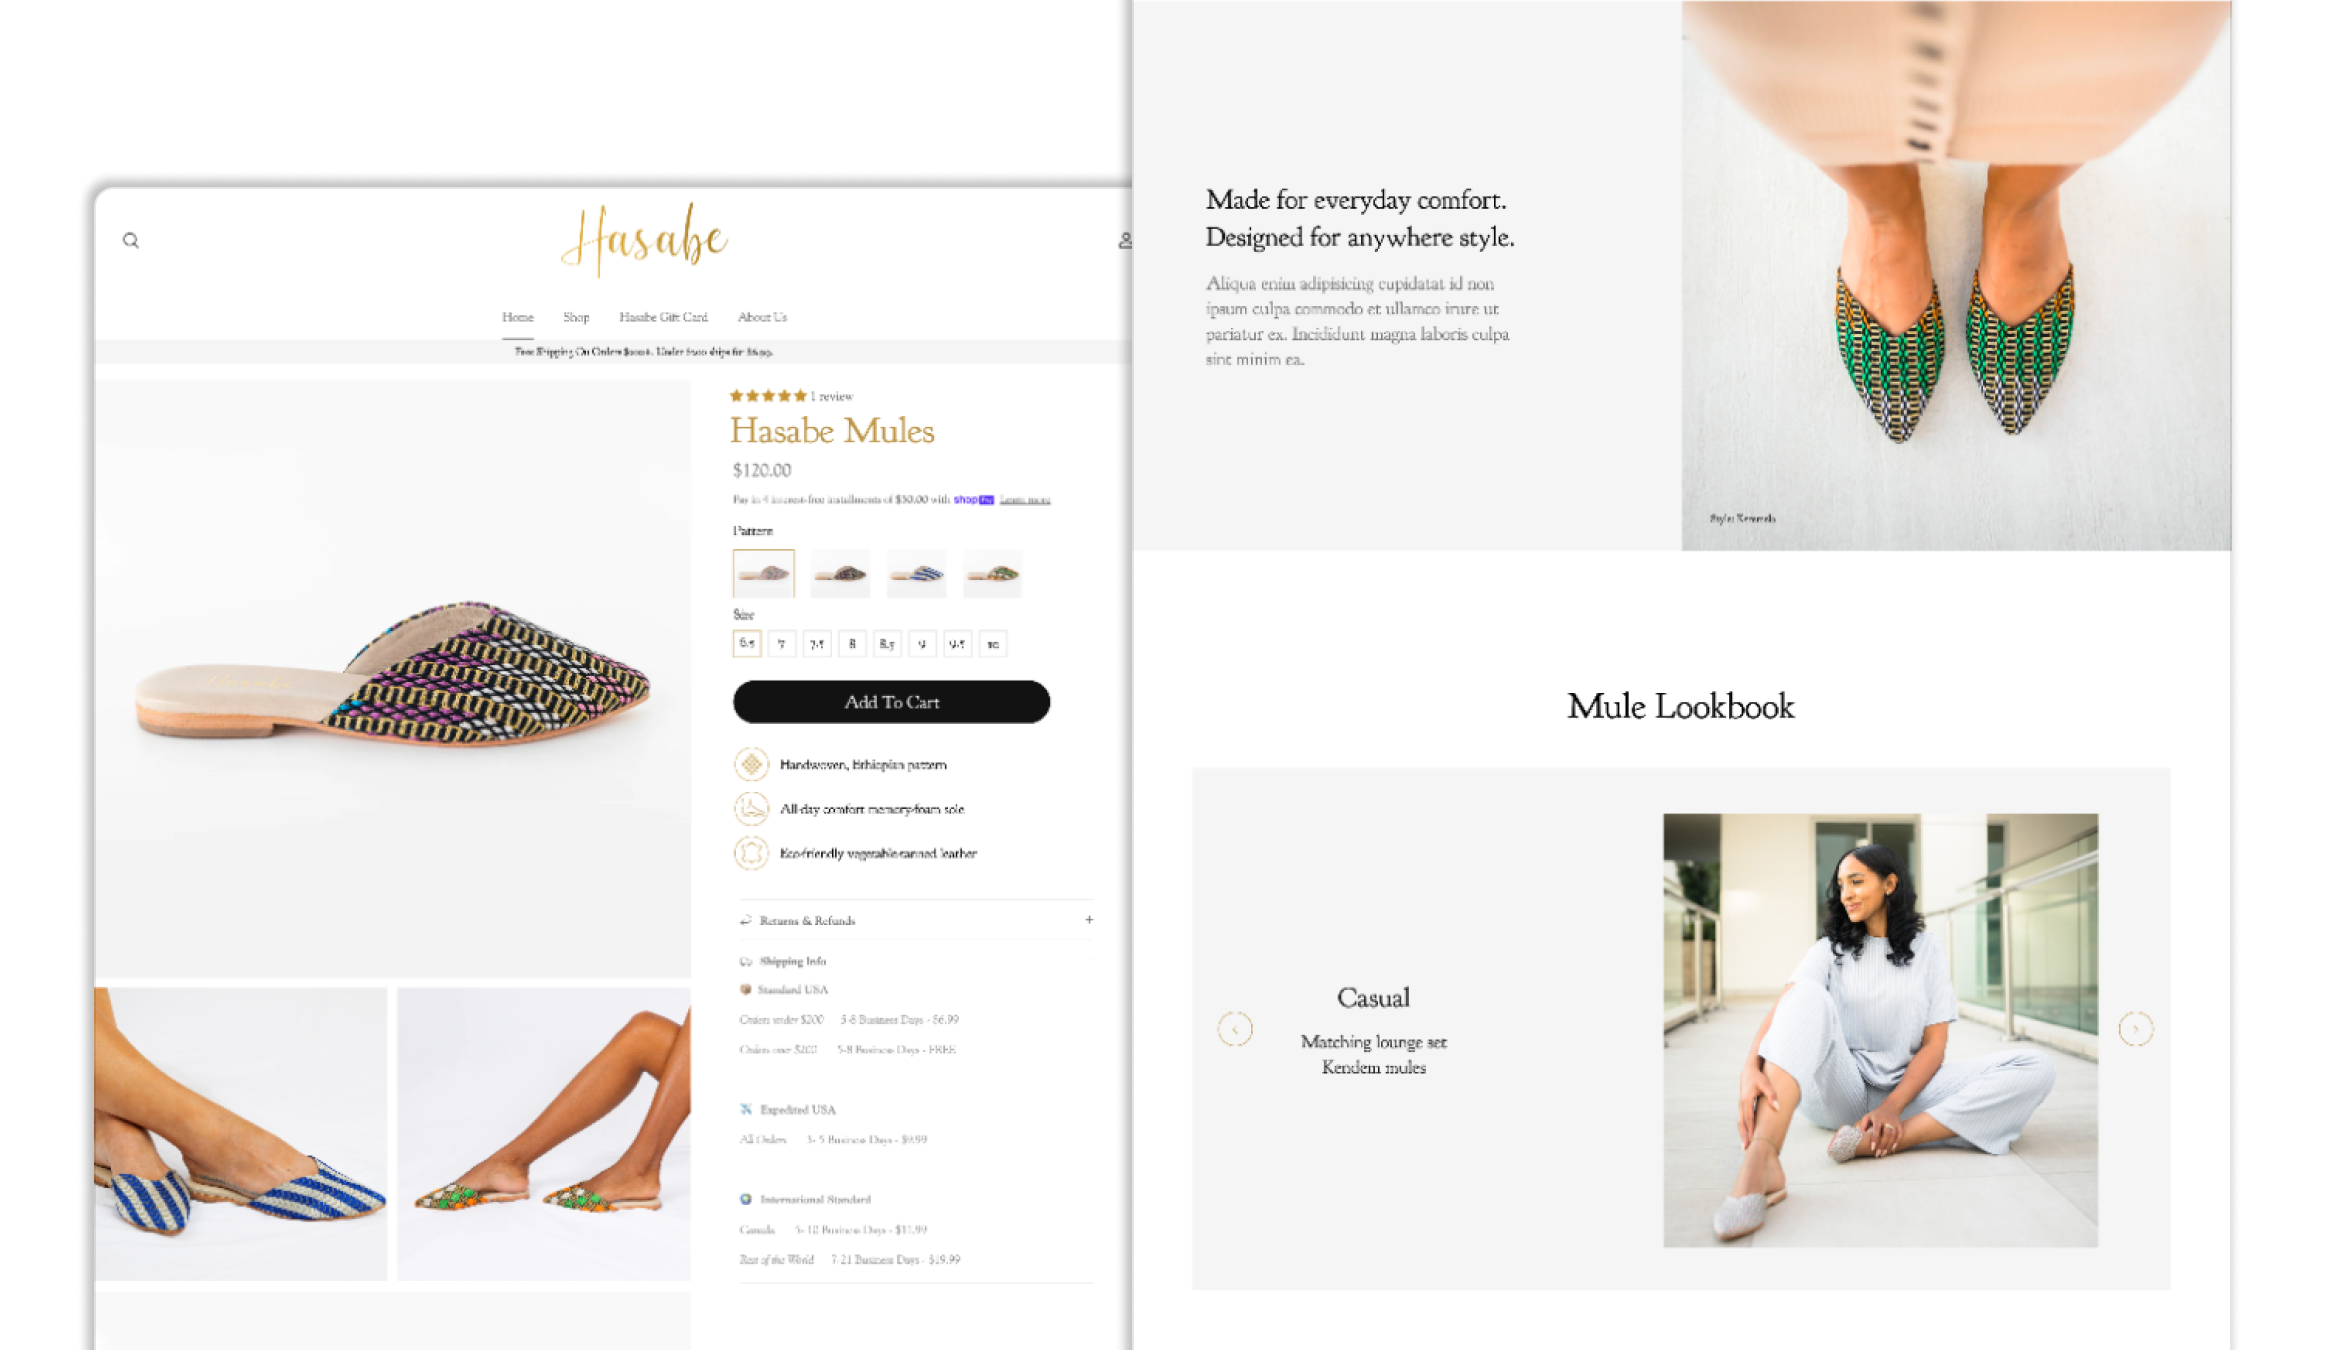 Hasabe
Home Shop Hasabe Gift Card About Us
Free Shipping On Orders $200+. Under $200 ships for $6.99.
1 review
Hasabe Mules
$120.00
Pay in 4 interest-free installments of $30.00 with shop Pay Learn more
Pattern
Size
6.5 7 7.5 8 8.5 9 9.5 10
Add To Cart
Handwoven, Ethiopian pattern
All-day comfort memory-foam sole
Eco-friendly vegetable-tanned leather
Returns & Refunds +
Shipping Info
Standard USA
Orders under $200 5-8 Business Days - $6.99
Orders over $200 5-8 Business Days - FREE
Expedited USA
All Orders 3-5 Business Days - $9.99
International Standard
Canada 5-10 Business Days - $11.99
Rest of the World 7-21 Business Days - $19.99
Made for everyday comfort.
Designed for anywhere style.
Aliqua enim adipisicing cupidatat id non
ipsum culpa commodo et ullamco irure ut
pariatur ex. Incididunt magna laboris culpa
sint minim ea.
Style:
Mule Lookbook
Casual
Matching lounge set
Kendem mules